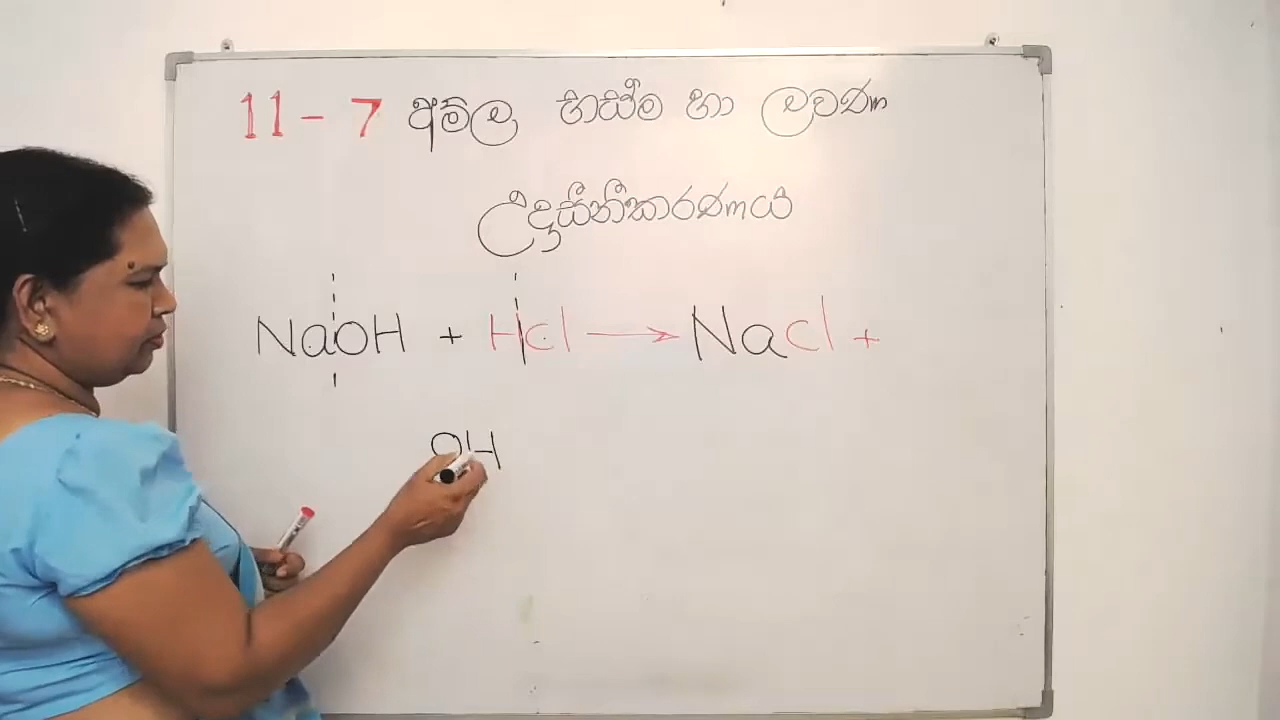 11 - 7 අම්ල භාස්ම හා ලවණ
උදාසීනීකරණය
NaOH + Hcl → Nacl +
OH